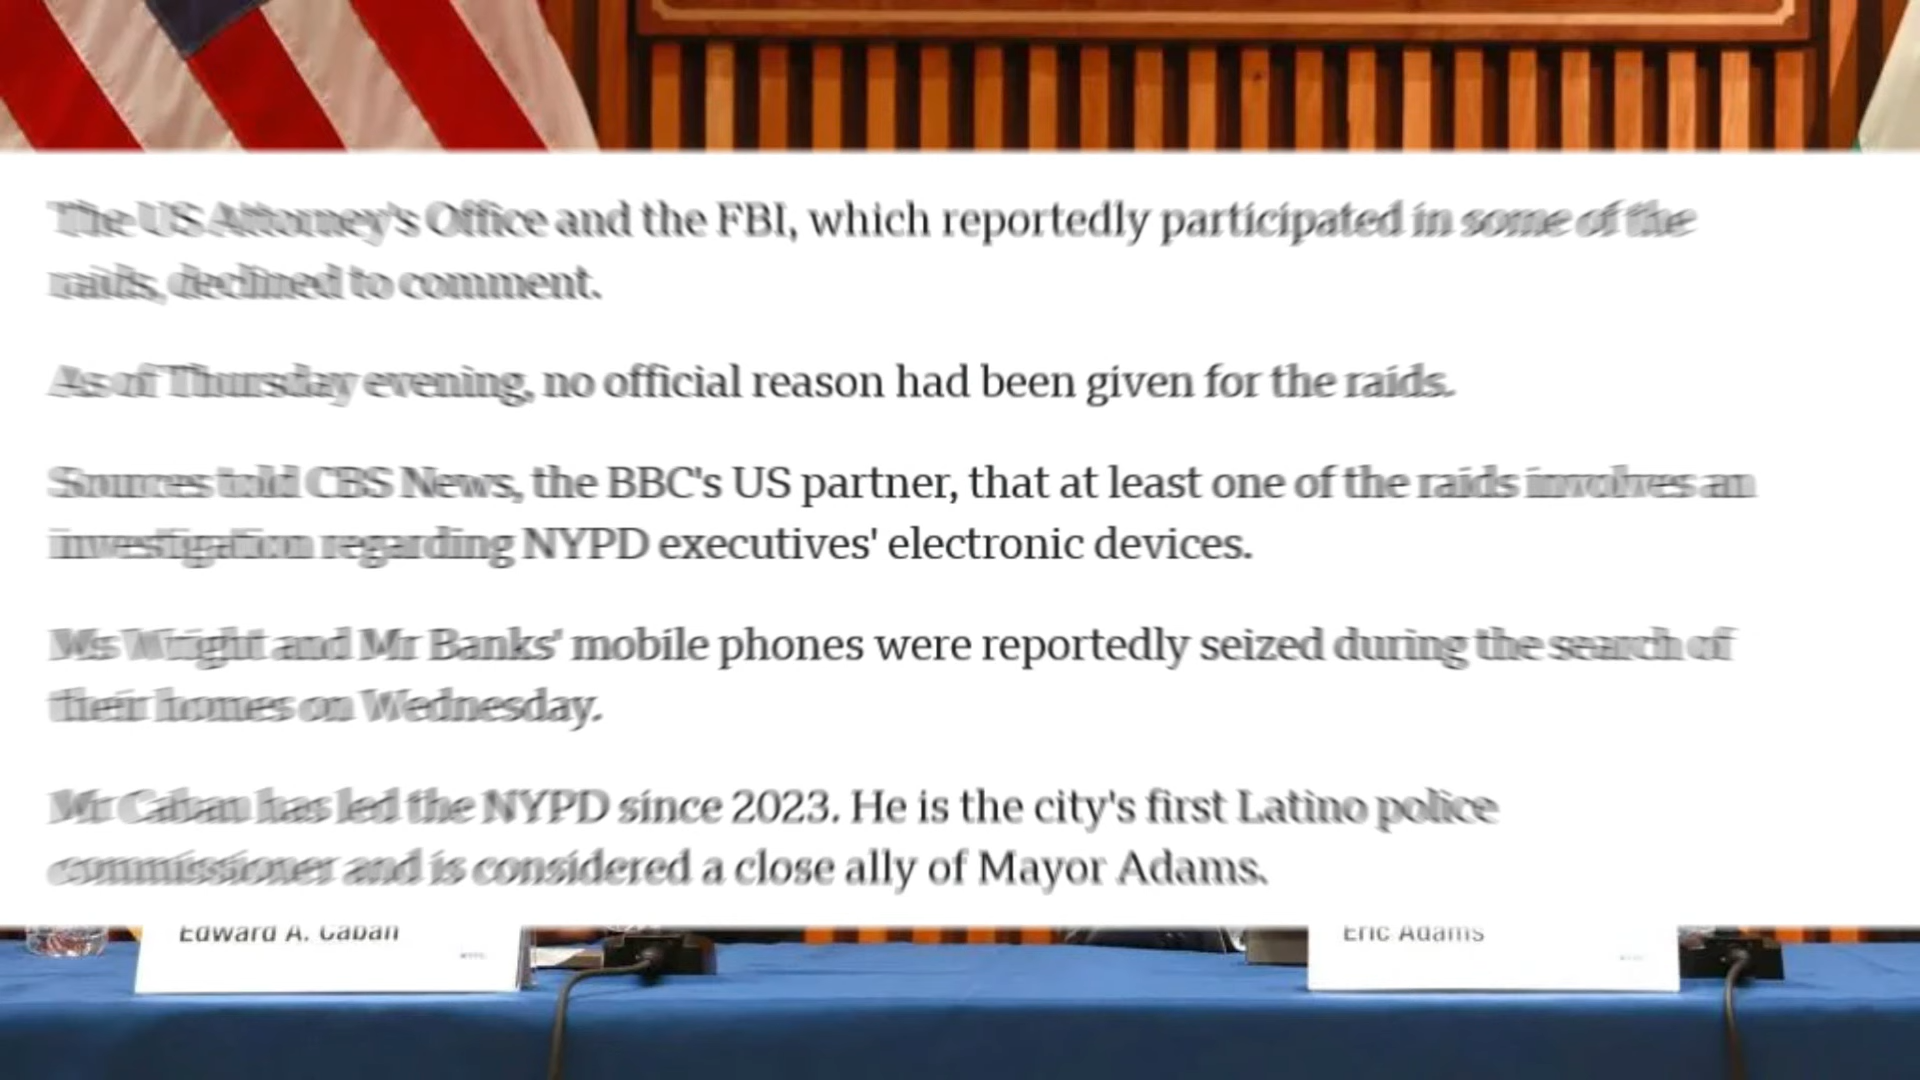 The US Attorney's Office and the FBI, which reportedly participated in some of the
raids, declined to comment.
As of Thursday evening, no official reason had been given for the raids.
Sources told CBS News, the BBC's US partner, that at least one of the raids involves an
investigation regarding NYPD executives' electronic devices.
Ms Wright and Mr Banks' mobile phones were reportedly seized during the search of
their homes on Wednesday.
Mr Caban has led the NYPD since 2023. He is the city's first Latino police
commissioner and is considered a close ally of Mayor Adams.
Edward A. Caban
Eric Adams